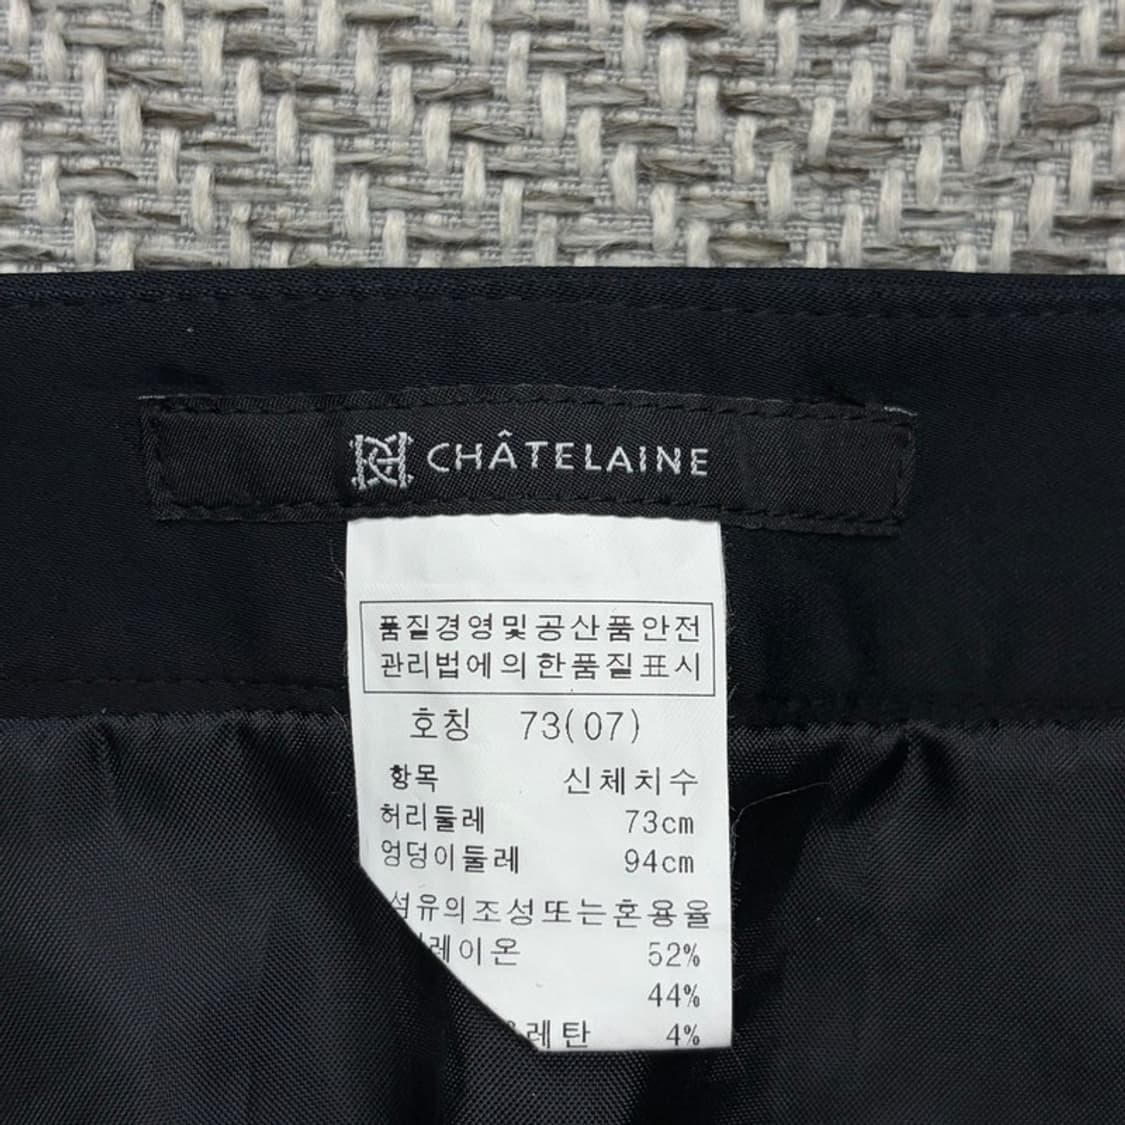 CHÂTELAINE
품질경영및공산품안전
관리법에의한품질표시
호칭 73(07)
항목 신체치수
허리둘레 73cm
엉덩이둘레 94cm
섬유의조성또는혼용율
레이온 52%
44%
레탄 4%